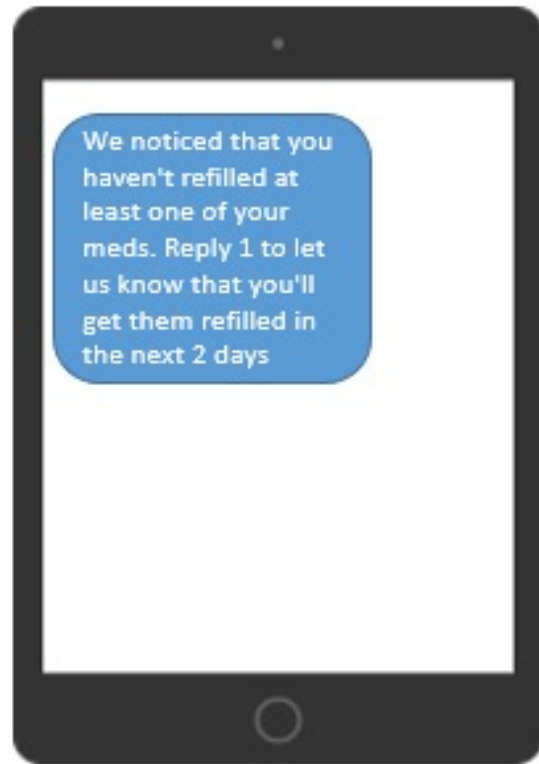 We noticed that you
haven't refilled at
least one of your
meds. Reply 1 to let
us know that you'll
get them refilled in
the next 2 days